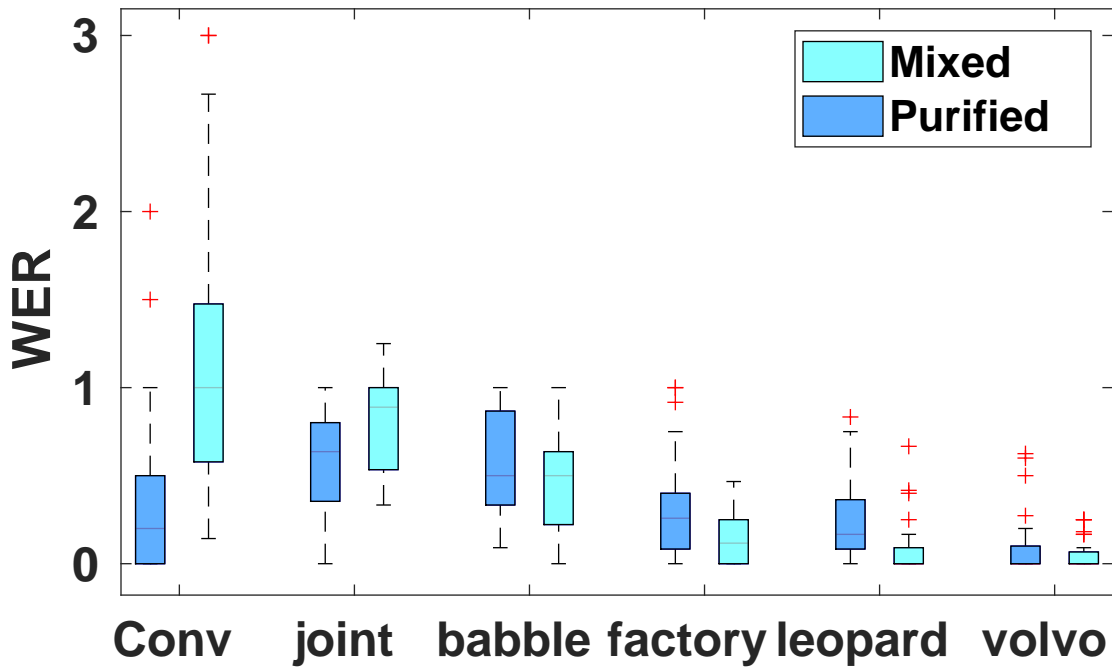 3
2
1
0
WER
Mixed
Purified
Conv joint babble factory leopard volvo